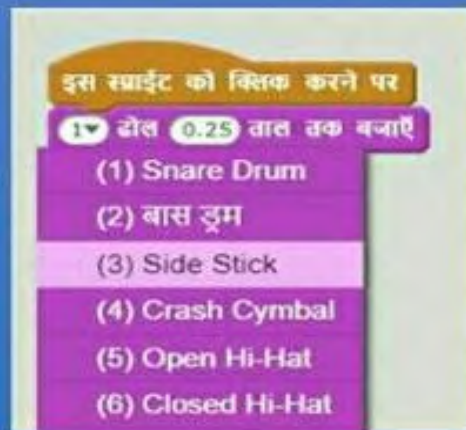 इस स्प्राईट को क्लिक करने पर
1 ढोल 0.25 ताल तक बजाएँ
(1) Snare Drum
(2) बास ड्रम
(3) Side Stick
(4) Crash Cymbal
(5) Open Hi-Hat
(6) Closed Hi-Hat